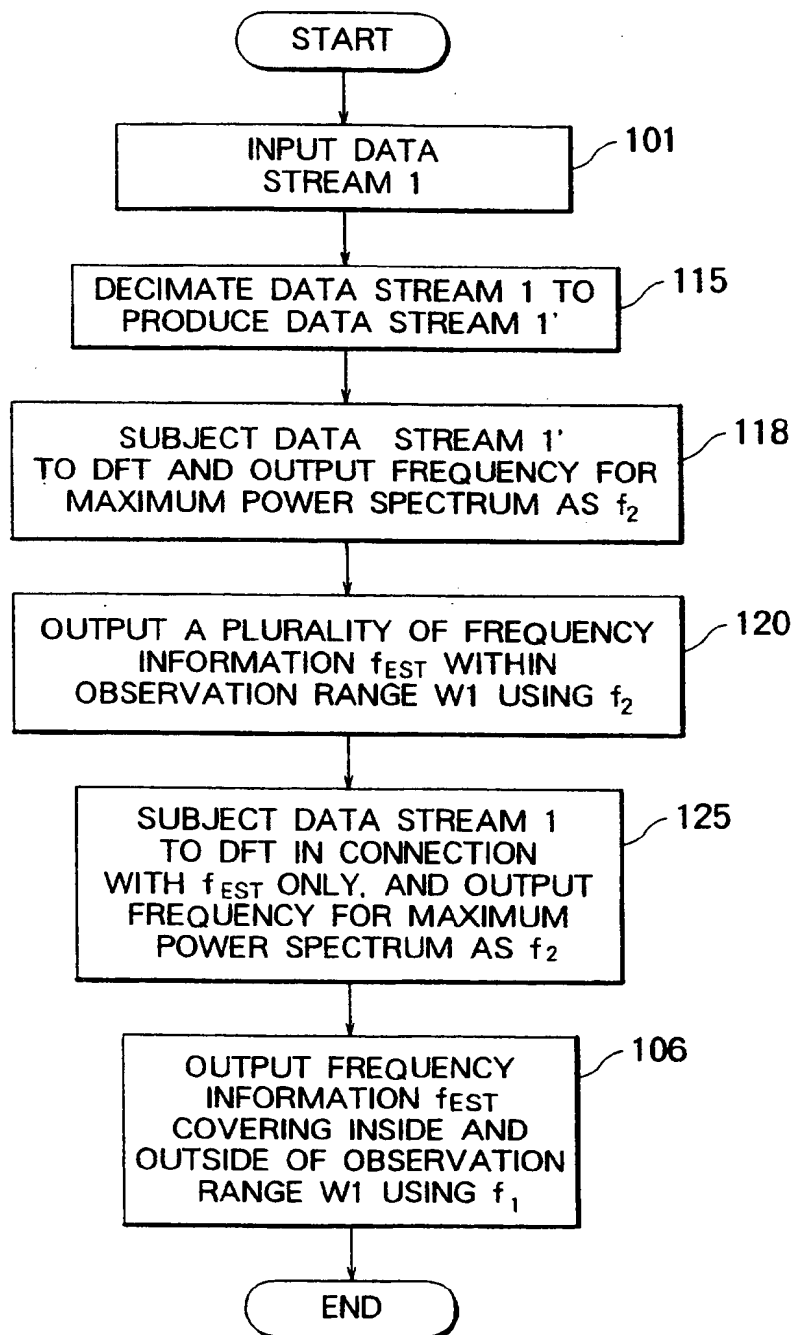 START
INPUT DATA
STREAM 1
101
DECIMATE DATA STREAM 1 TO
PRODUCE DATA STREAM 1'
115
SUBJECT DATA STREAM 1'
TO DFT AND OUTPUT FREQUENCY FOR
MAXIMUM POWER SPECTRUM AS f₂
118
OUTPUT A PLURALITY OF FREQUENCY
INFORMATION fEST WITHIN
OBSERVATION RANGE W1 USING f₂
120
SUBJECT DATA STREAM 1
TO DFT IN CONNECTION
WITH fEST ONLY, AND OUTPUT
FREQUENCY FOR MAXIMUM
POWER SPECTRUM AS f₂
125
OUTPUT FREQUENCY
INFORMATION fEST
COVERING INSIDE AND
OUTSIDE OF OBSERVATION
RANGE W1 USING f₁
106
END